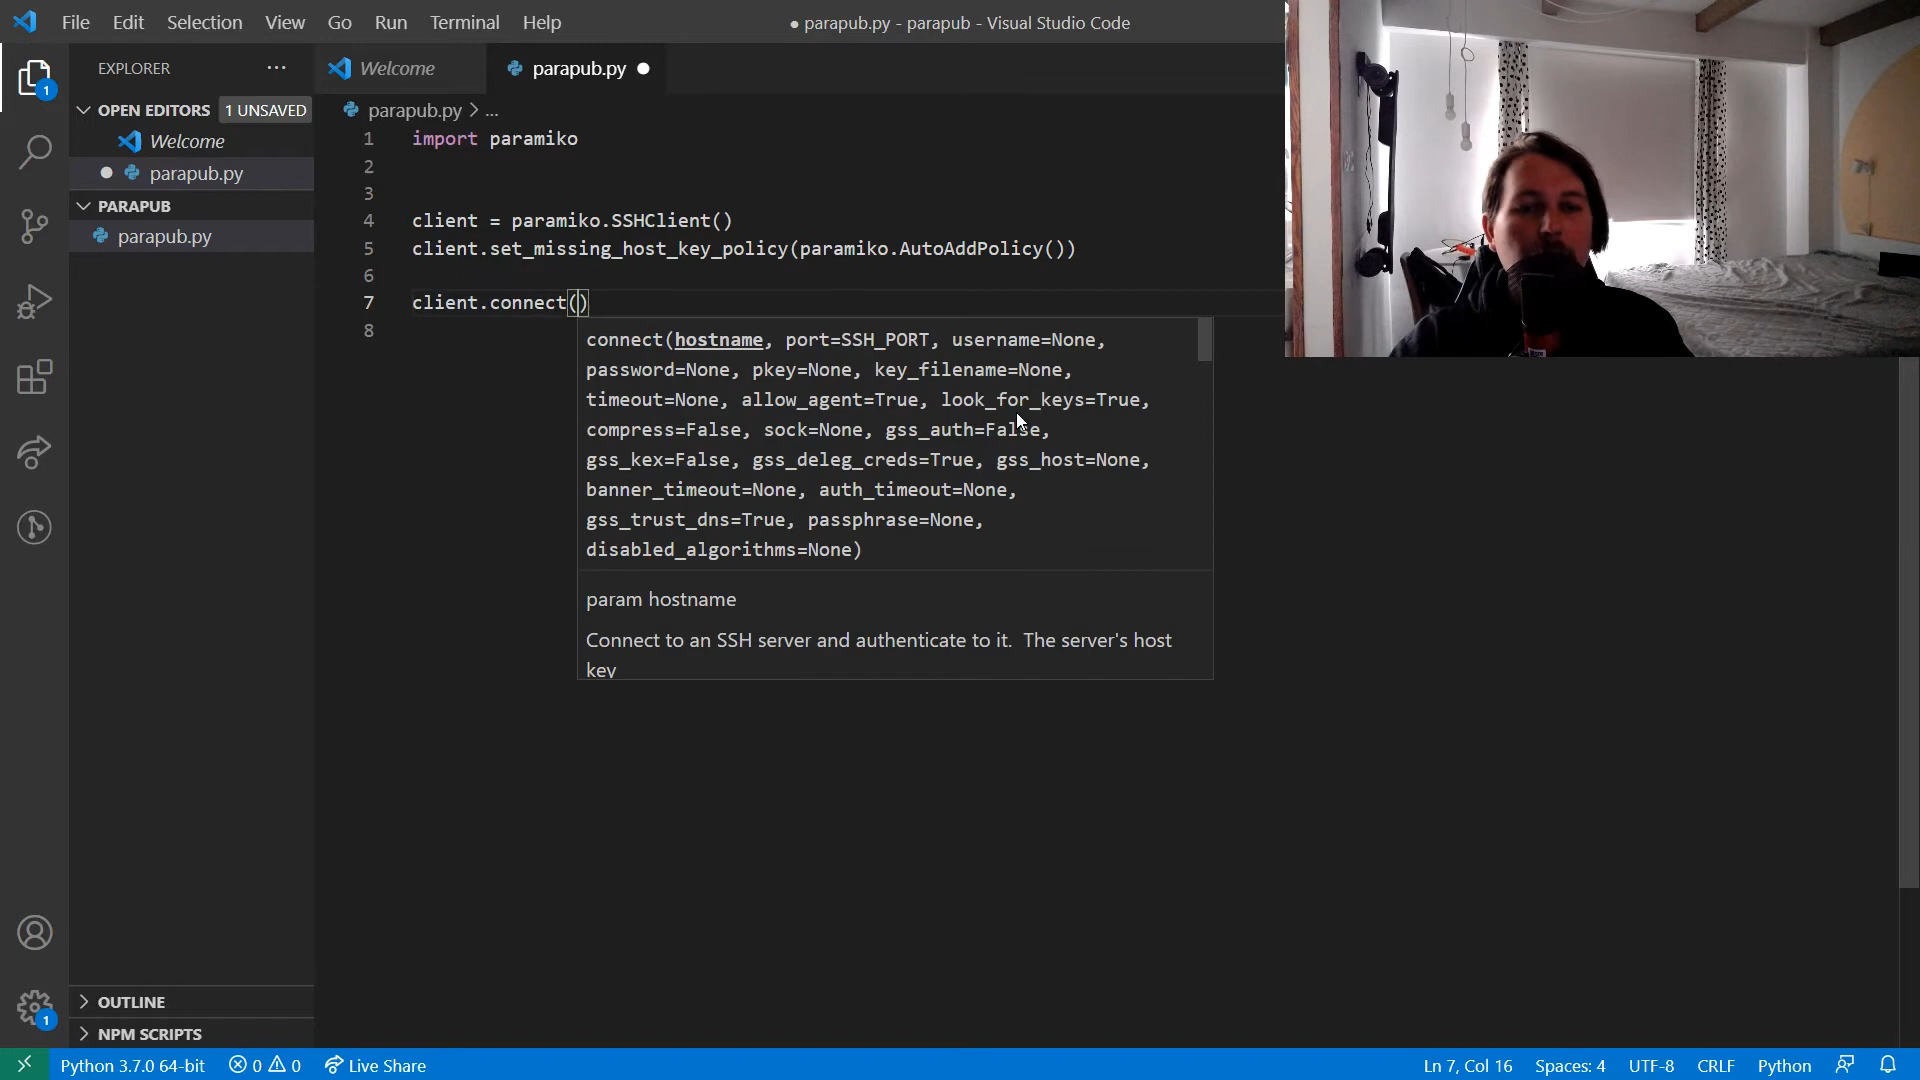 File Edit Selection View Go Run Terminal Help
● parapub.py - parapub - Visual Studio Code
EXPLORER ...
1
OPEN EDITORS 1 UNSAVED
Welcome
parapub.py
PARAPUB
parapub.py
OUTLINE
NPM SCRIPTS
1
Welcome parapub.py
parapub.py > ...
1 import paramiko
2
3
4 client = paramiko.SSHClient()
5 client.set_missing_host_key_policy(paramiko.AutoAddPolicy())
6
7 client.connect()
8
connect(hostname, port=SSH_PORT, username=None,
password=None, pkey=None, key_filename=None,
timeout=None, allow_agent=True, look_for_keys=True,
compress=False, sock=None, gss_auth=False,
gss_kex=False, gss_deleg_creds=True, gss_host=None,
banner_timeout=None, auth_timeout=None,
gss_trust_dns=True, passphrase=None,
disabled_algorithms=None)
param hostname
Connect to an SSH server and authenticate to it. The server's host
key
Python 3.7.0 64-bit 0 0 Live Share Ln 7, Col 16 Spaces: 4 UTF-8 CRLF Python